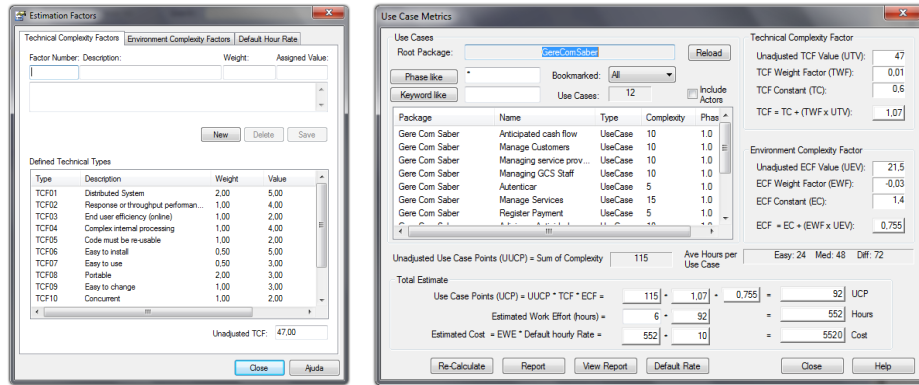 Estimation Factors
Technical Complexity Factors Environment Complexity Factors Default Hour Rate
Factor Number: Description: Weight: Assigned Value:
New Delete Save
Defined Technical Types
Type Description Weight Value
TCF01 Distributed System 2,00 5,00
TCF02 Response or throughput performan... 1,00 4,00
TCF03 End user efficiency (online) 1,00 2,00
TCF04 Complex internal processing 1,00 4,00
TCF05 Code must be re-usable 1,00 2,00
TCF06 Easy to install 0,50 5,00
TCF07 Easy to use 0,50 3,00
TCF08 Portable 2,00 3,00
TCF09 Easy to change 1,00 3,00
TCF10 Concurrent 1,00 2,00
Unadjusted TCF: 47,00
Close Ajuda
Use Case Metrics
Use Cases
Root Package: GereComSaber Reload
Phase like * Bookmarked: All
Keyword like Use Cases: 12 Include Actors
Package Name Type Complexity Phas
Gere Com Saber Anticipated cash flow UseCase 10 1.0
Gere Com Saber Manage Customers UseCase 10 1.0
Gere Com Saber Managing service prov... UseCase 10 1.0
Gere Com Saber Managing GCS Staff UseCase 10 1.0
Gere Com Saber Autenticar UseCase 5 1.0
Gere Com Saber Manage Services UseCase 15 1.0
Gere Com Saber Register Payment UseCase 5 1.0
Technical Complexity Factor
Unadjusted TCF Value (UTV): 47
TCF Weight Factor (TWF): 0,01
TCF Constant (TC): 0,6
TCF = TC + (TWF x UTV): 1,07
Environment Complexity Factor
Unadjusted ECF Value (UEV): 21,5
ECF Weight Factor (EWF): -0,03
ECF Constant (EC): 1,4
ECF = EC + (EWF x UEV): 0,755
Unadjusted Use Case Points (UUCP) = Sum of Complexity 115 Ave Hours per Use Case Easy: 24 Med: 48 Diff: 72
Total Estimate
Use Case Points (UCP) = UUCP * TCF * ECF = 115 * 1,07 * 0,755 = 92 UCP
Estimated Work Effort (hours) = 6 * 92 = 552 Hours
Estimated Cost = EWE * Default hourly Rate = 552 * 10 = 5520 Cost
Re-Calculate Report View Report Default Rate Close Help